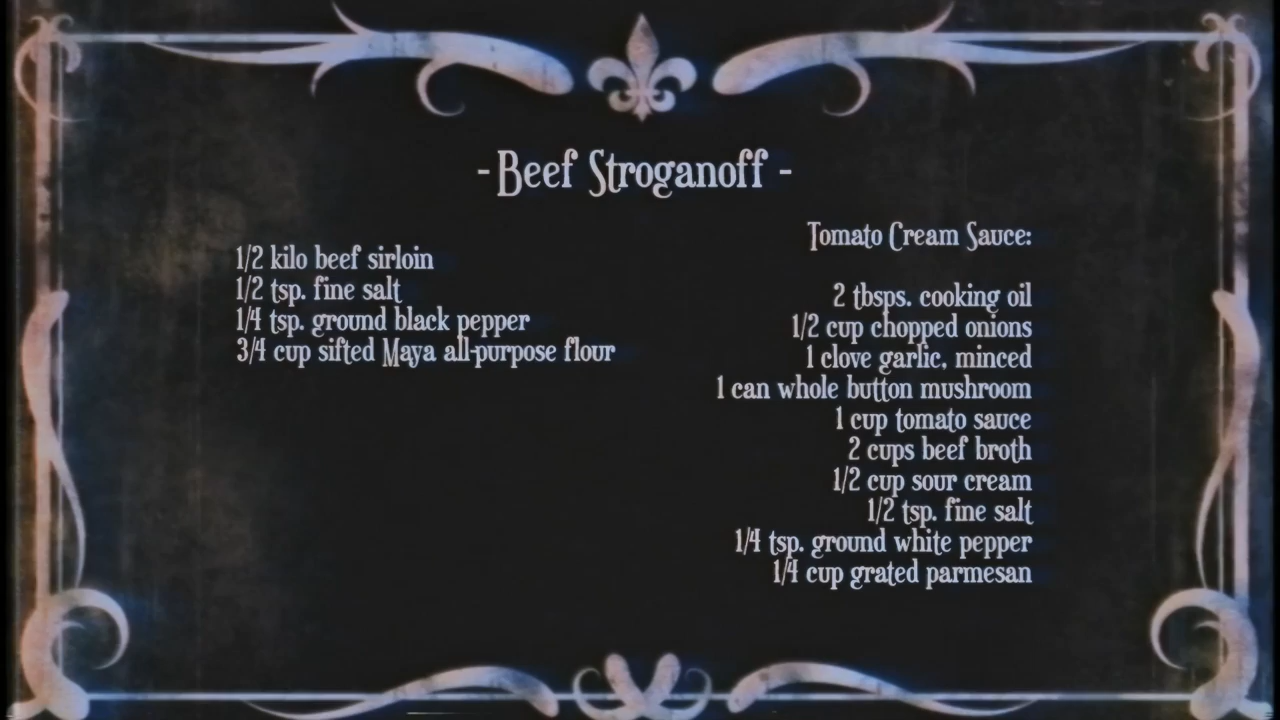 - Beef Stroganoff -
1/2 kilo beef sirloin
1/2 tsp. fine salt
1/4 tsp. ground black pepper
3/4 cup sifted Maya all-purpose flour
Tomato Cream Sauce:
2 tbsps. cooking oil
1/2 cup chopped onions
1 clove garlic, minced
1 can whole button mushroom
1 cup tomato sauce
2 cups beef broth
1/2 cup sour cream
1/2 tsp. fine salt
1/4 tsp. ground white pepper
1/4 cup grated parmesan